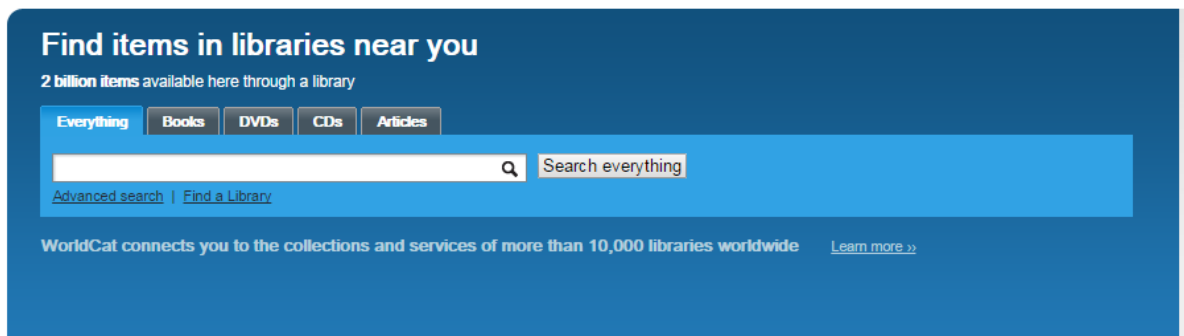 Find items in libraries near you
2 billion items available here through a library
Everything Books DVDs CDs Articles
Search everything
Advanced search | Find a Library
WorldCat connects you to the collections and services of more than 10,000 libraries worldwide Learn more »